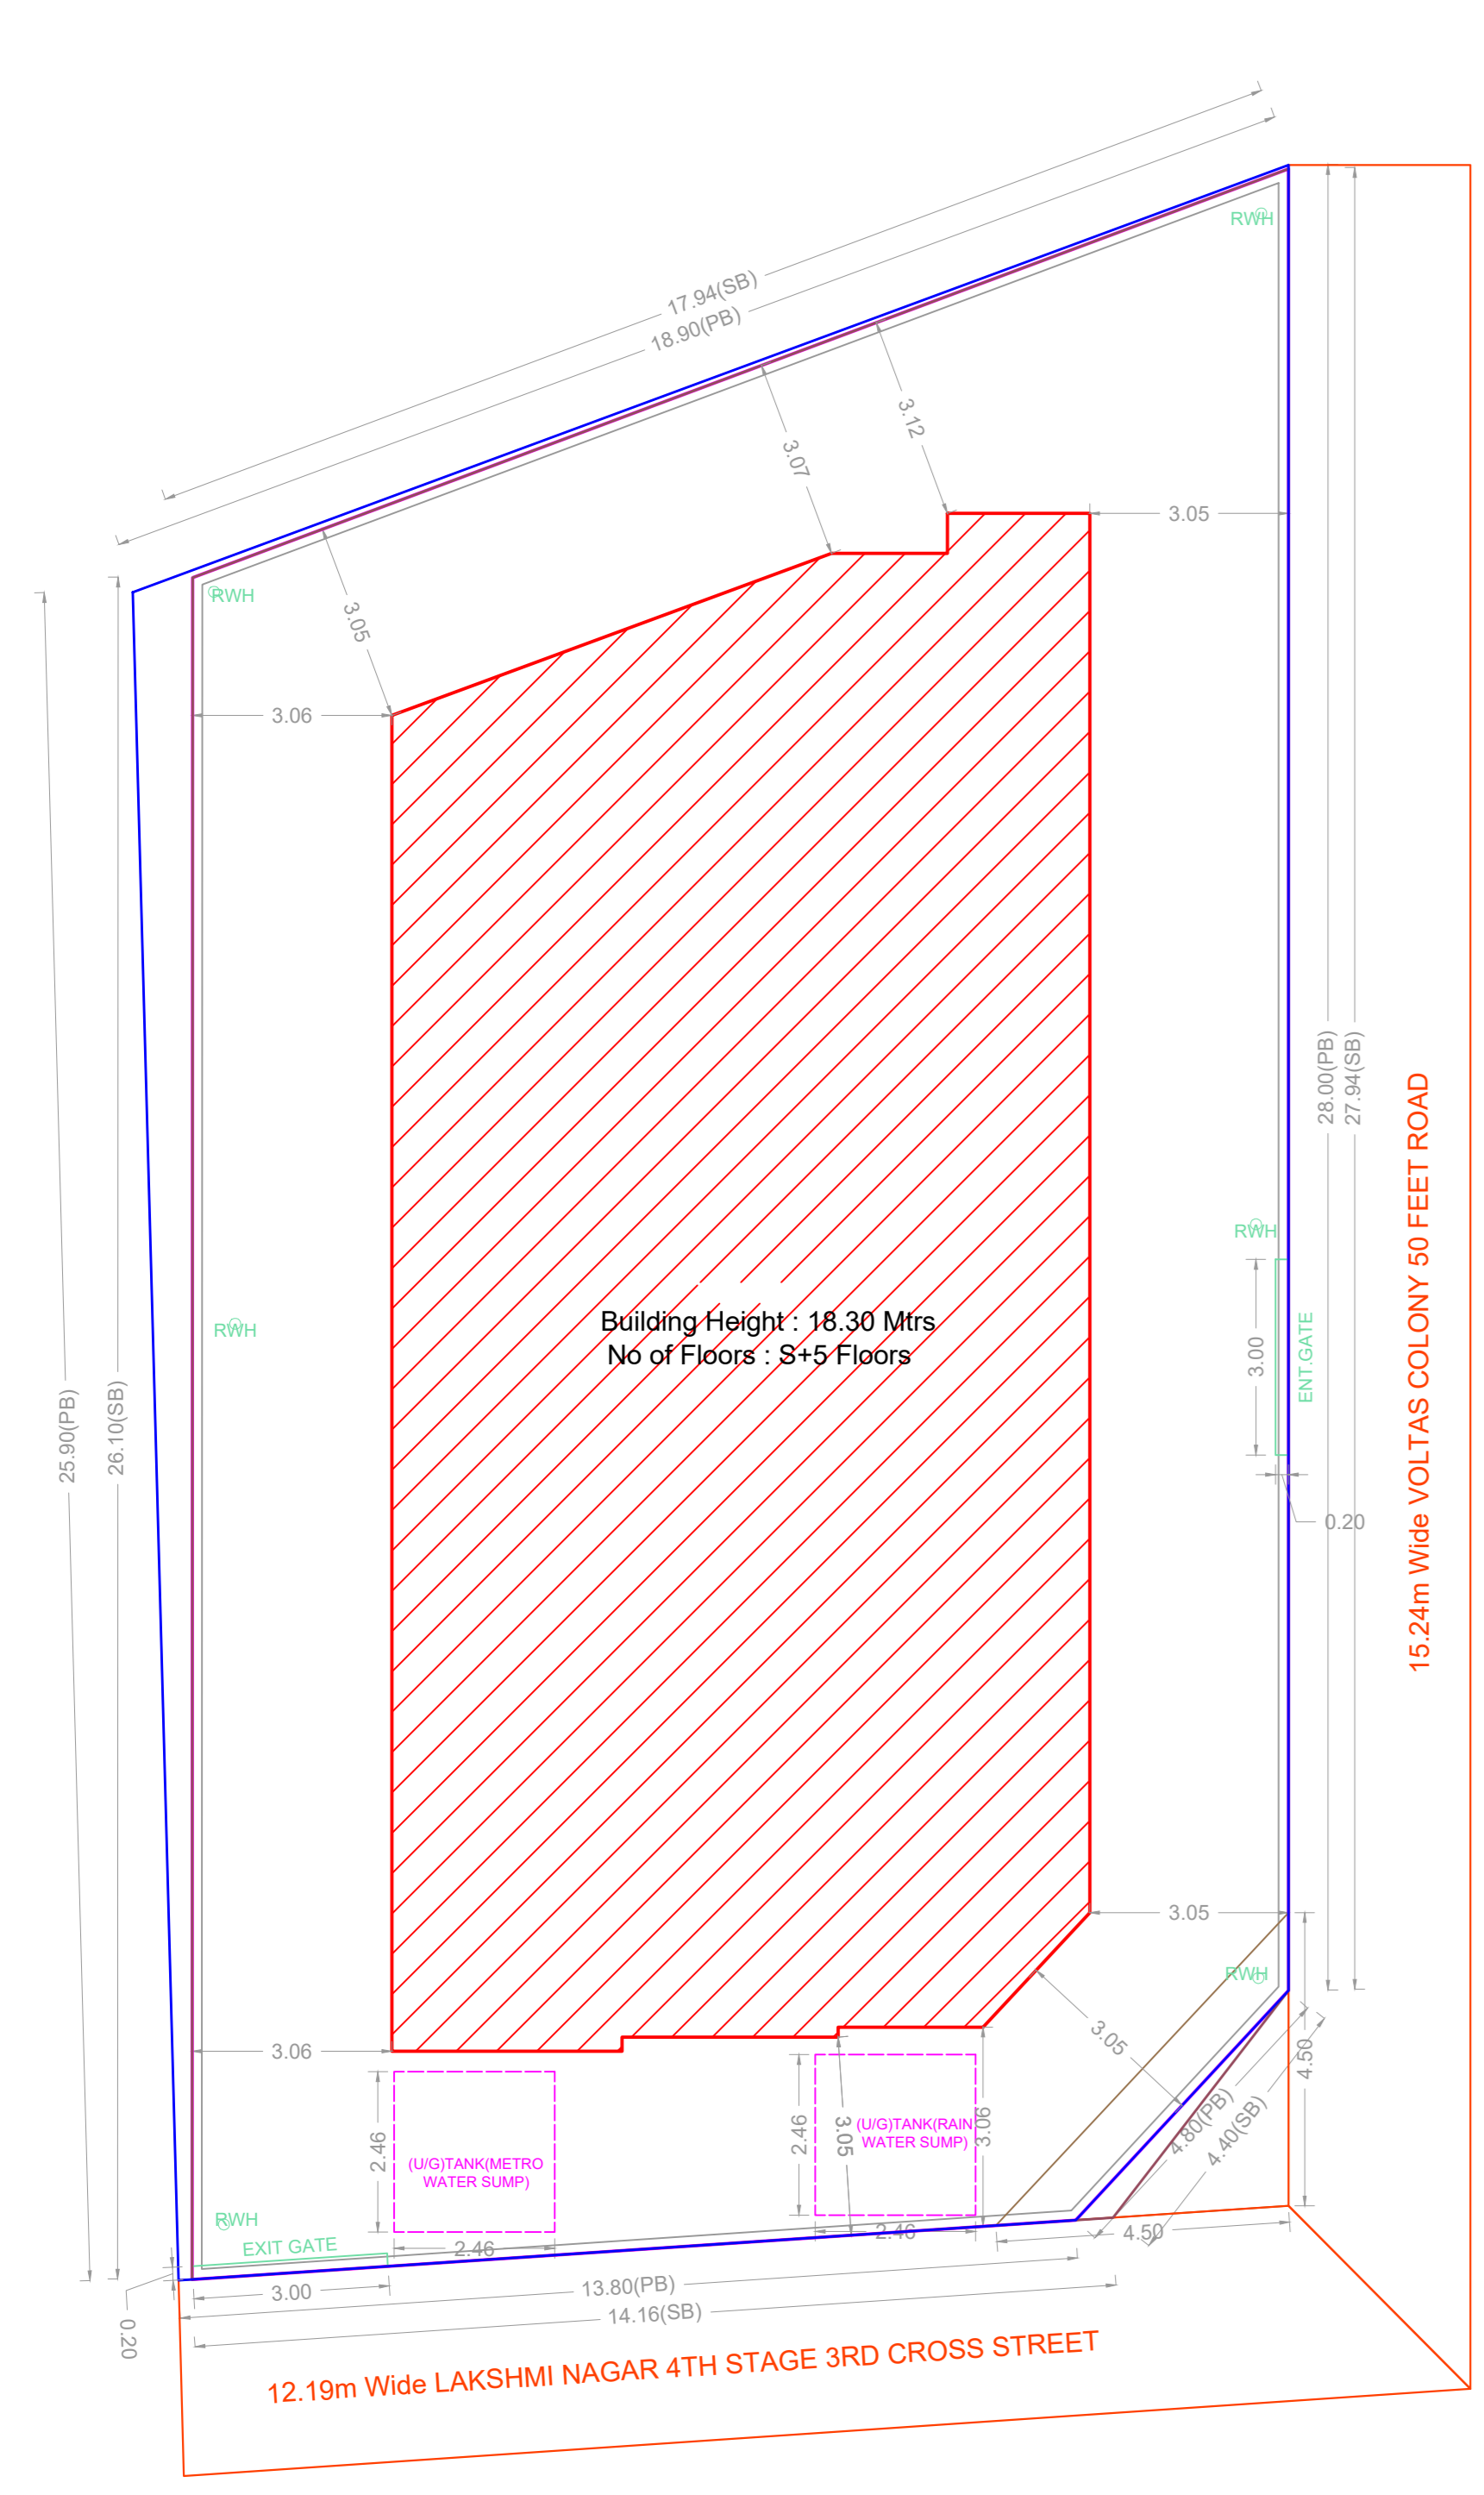 17.94(SB)
18.90(PB)
RWH
3.12
3.07
3.05
RWH
3.05
3.06
28.00(PB)
27.94(SB)
15.24m Wide VOLTAS COLONY 50 FEET ROAD
RWH
RWH
3.00
ENT.GATE
Building Height : 18.30 Mtrs
No of Floors : S+5 Floors
25.90(PB)
26.10(SB)
0.20
3.05
RWH
3.06
3.05
4.50
2.46
2.46
3.05
3.06
(U/G)TANK(RAIN
WATER SUMP)
(U/G)TANK(METRO
WATER SUMP)
4.80(PB)
4.40(SB)
RWH
EXIT GATE
2.46
2.46
4.50
3.00
13.80(PB)
14.16(SB)
0.20
12.19m Wide LAKSHMI NAGAR 4TH STAGE 3RD CROSS STREET